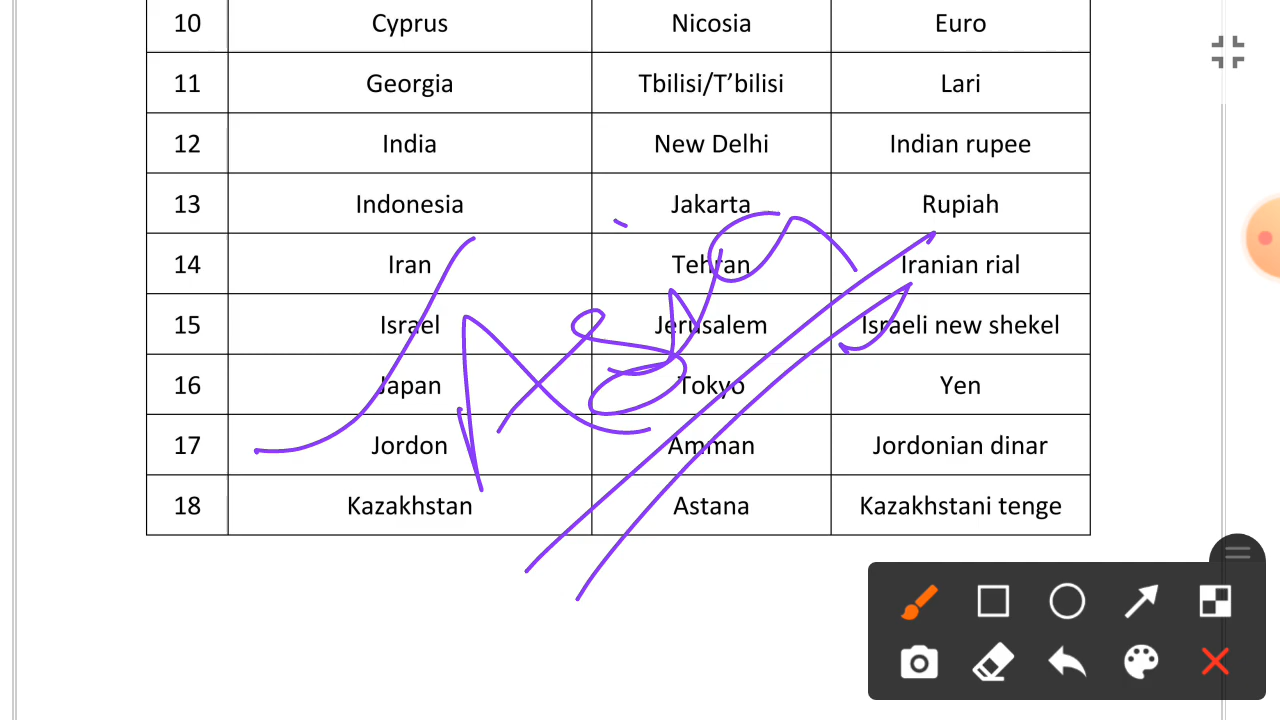 10 Cyprus Nicosia Euro
11 Georgia Tbilisi/T’bilisi Lari
12 India New Delhi Indian rupee
13 Indonesia Jakarta Rupiah
14 Iran Tehran Iranian rial
15 Israel Jerusalem Israeli new shekel
16 Japan Tokyo Yen
17 Jordon Amman Jordonian dinar
18 Kazakhstan Astana Kazakhstani tenge